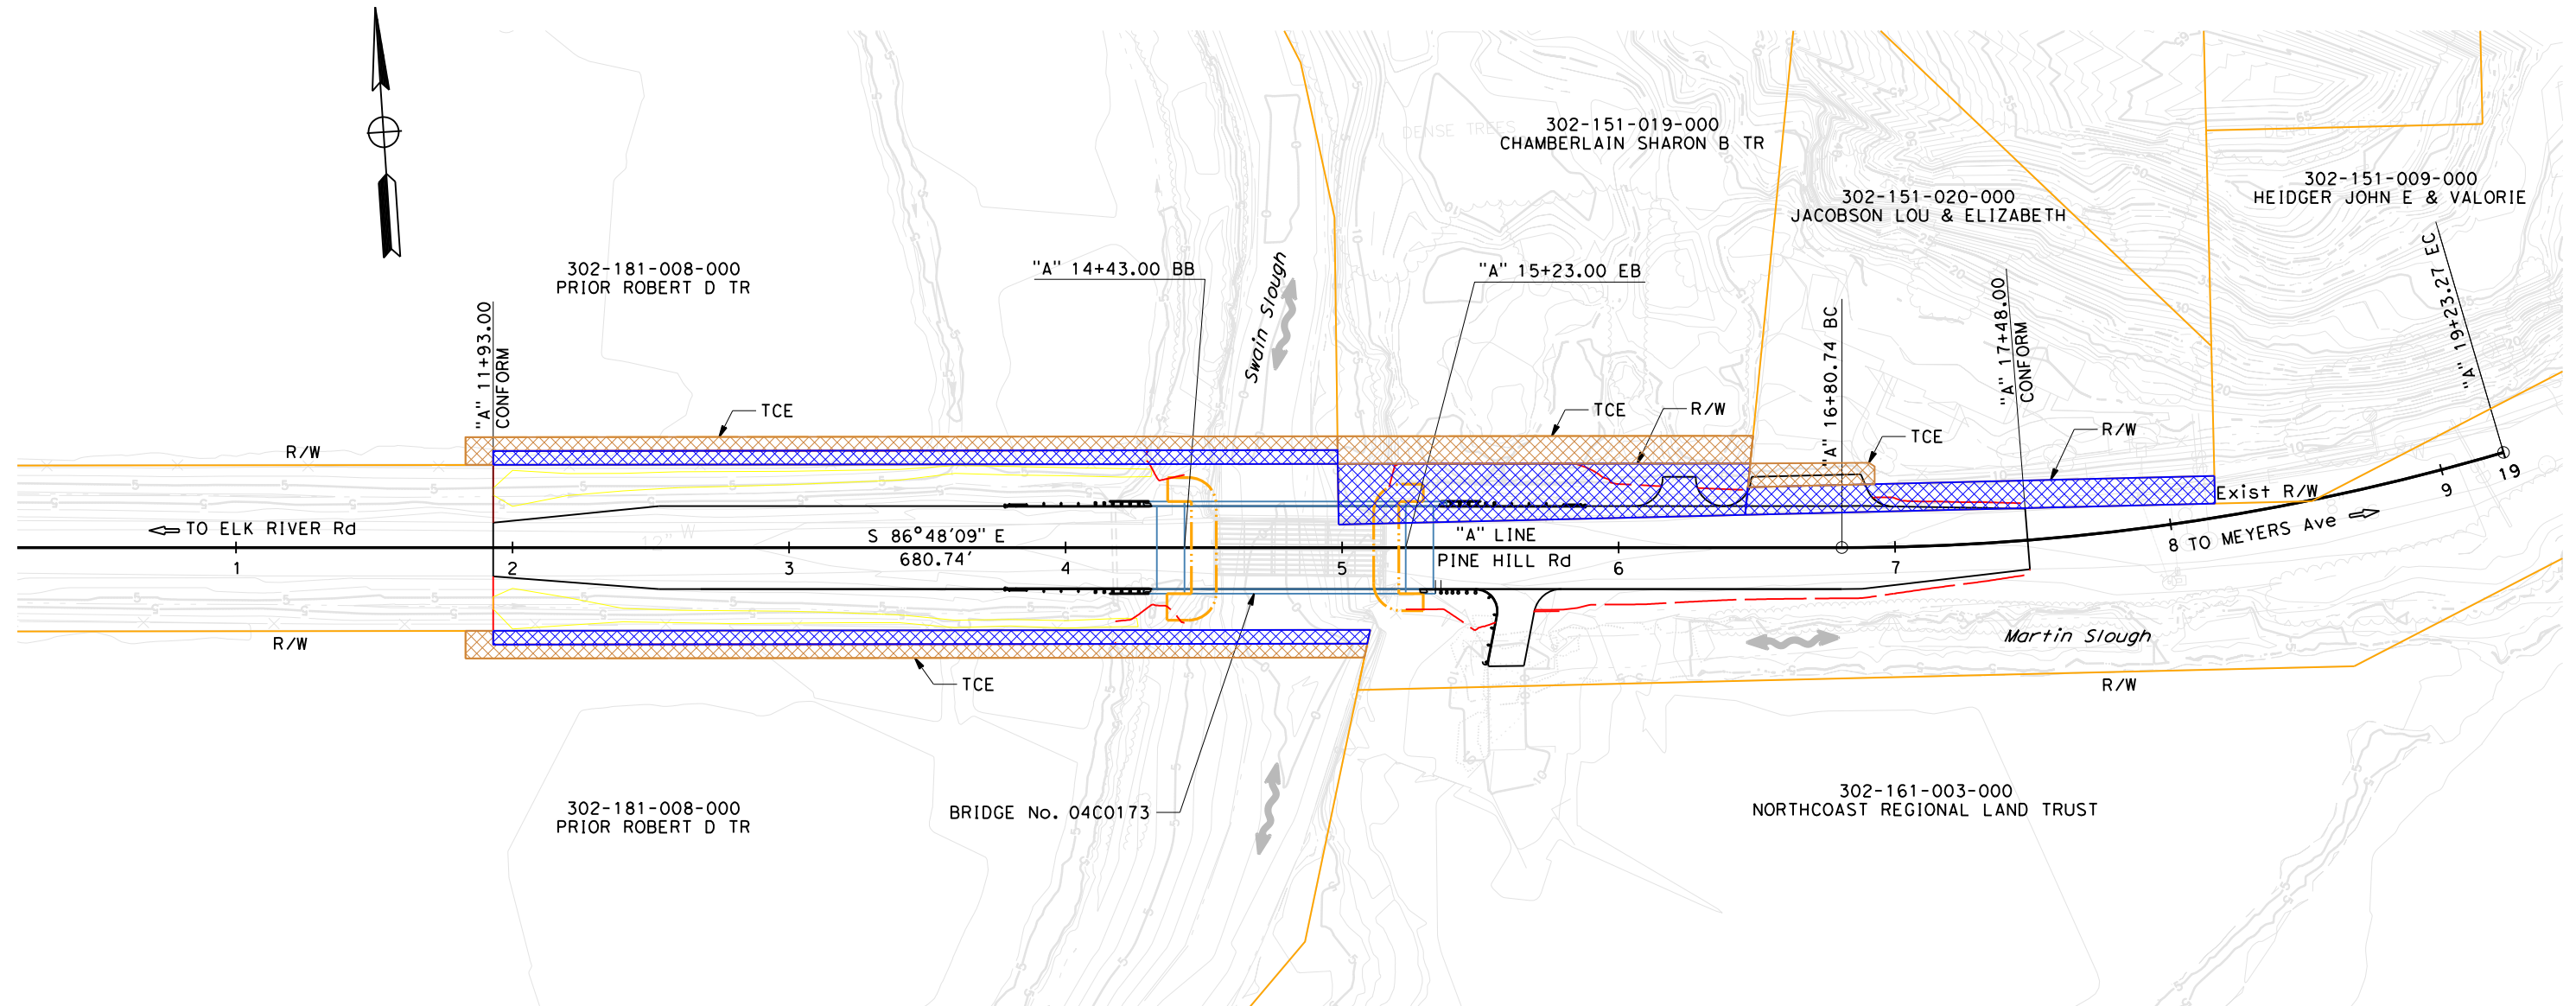 DENSE TREES
302-151-019-000
CHAMBERLAIN SHARON B TR
302-151-020-000
JACOBSON LOU & ELIZABETH
302-151-009-000
HEIDGER JOHN E & VALORIE
302-181-008-000
PRIOR ROBERT D TR
"A" 14+43.00 BB
"A" 15+23.00 EB
Swain Slough
"A" 11+93.00
CONFORM
"A" 16+80.74 BC
"A" 17+48.00
CONFORM
"A" 19+23.27 EC
TCE
TCE
R/W
TCE
R/W
R/W
Exist R/W
TO ELK RIVER Rd
S 86°48'09" E
680.74'
"A" LINE
PINE HILL Rd
TO MEYERS Ave
1
2
3
4
5
6
7
8
9
19
R/W
TCE
Martin Slough
R/W
BRIDGE No. 04C0173
302-181-008-000
PRIOR ROBERT D TR
302-161-003-000
NORTHCOAST REGIONAL LAND TRUST